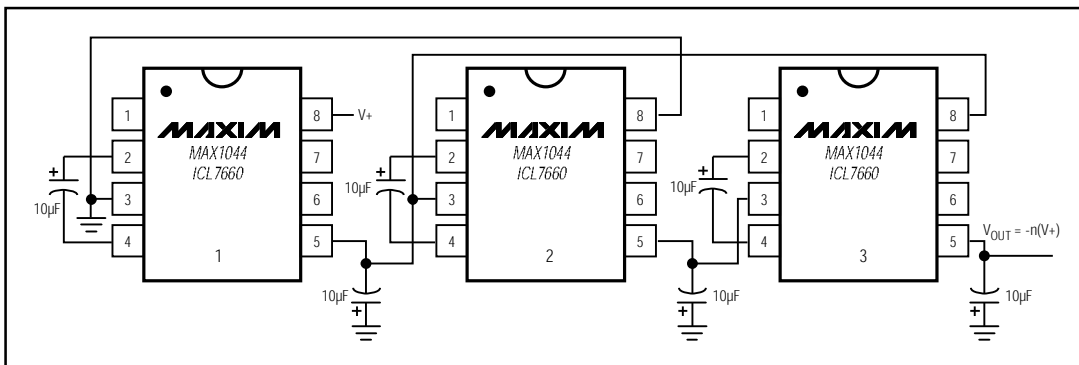 1
2
3
4
8
7
6
5
V+
MAXIM
MAX1044
ICL7660
1
+
10µF
10µF
+
1
2
3
4
8
7
6
5
MAXIM
MAX1044
ICL7660
2
+
10µF
10µF
+
1
2
3
4
8
7
6
5
MAXIM
MAX1044
ICL7660
3
+
10µF
VOUT = -n(V+)
10µF
+